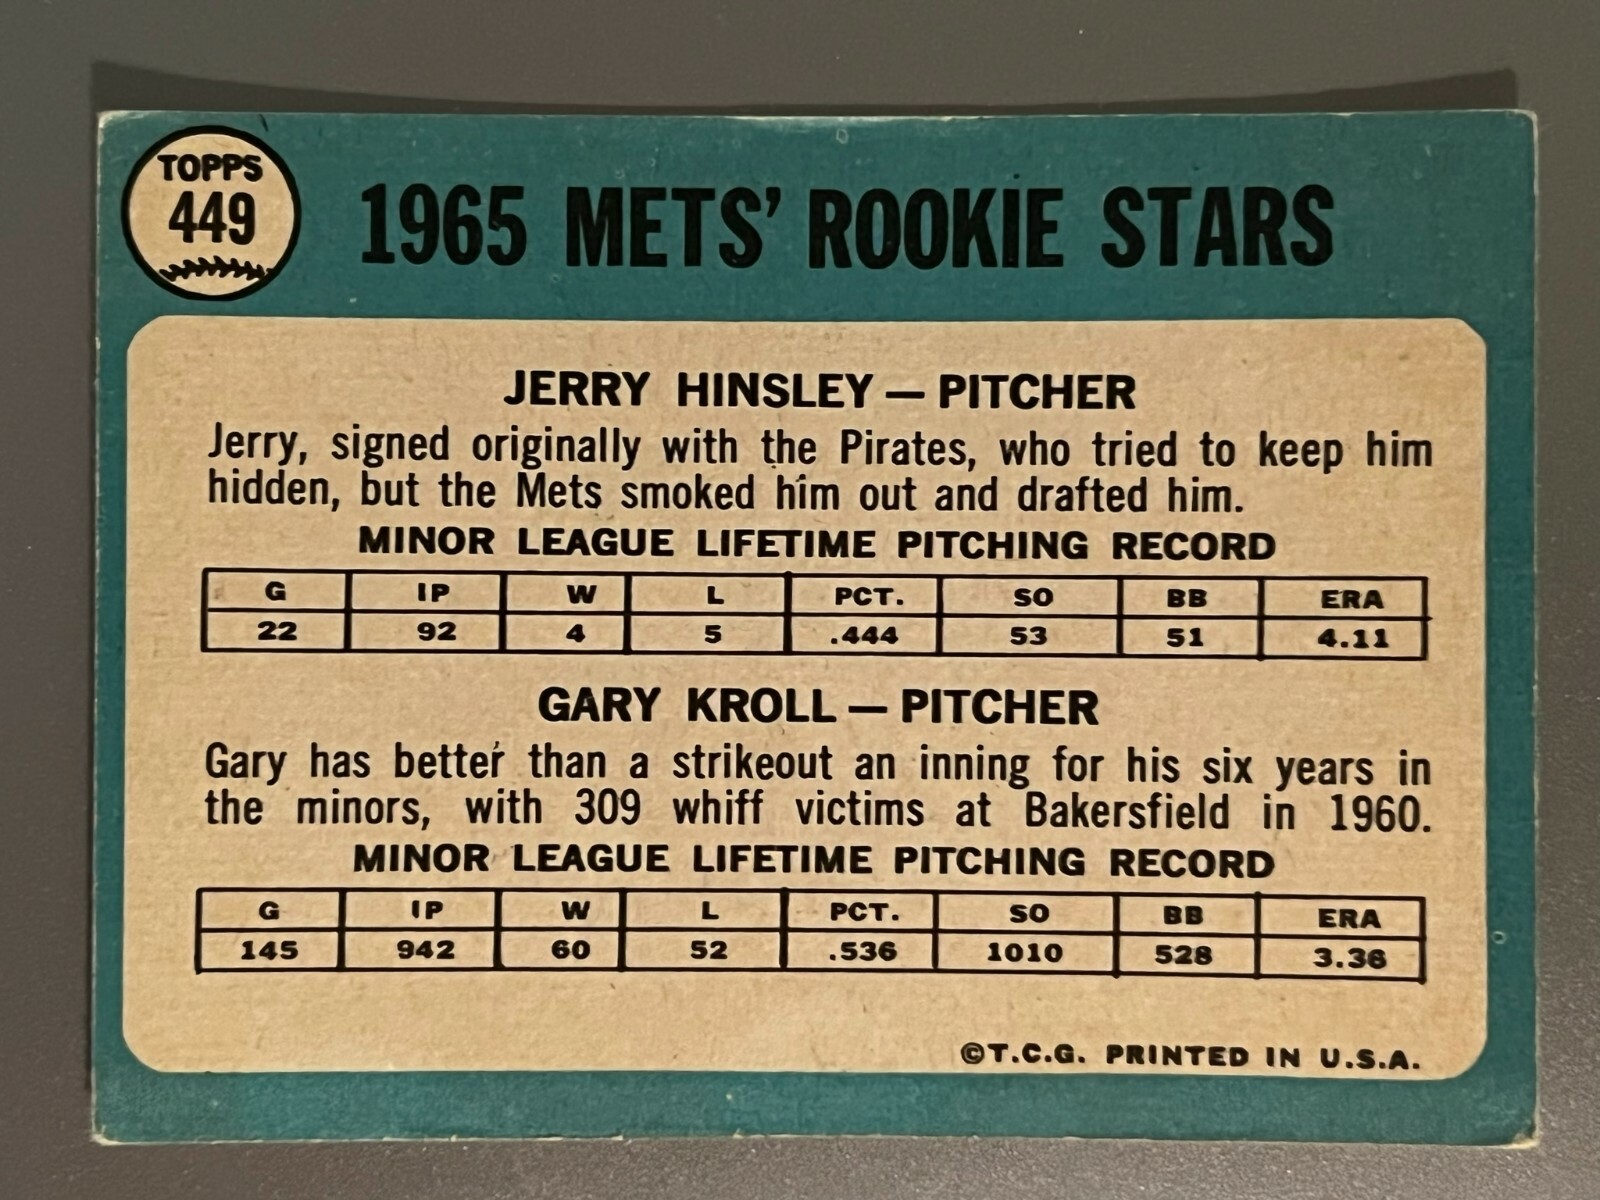 TOPPS
449
1965 METS' ROOKIE STARS
JERRY HINSLEY — PITCHER
Jerry, signed originally with the Pirates, who tried to keep him
hidden, but the Mets smoked him out and drafted him.
MINOR LEAGUE LIFETIME PITCHING RECORD
G IP W L PCT. SO BB ERA
22 92 4 5 .444 53 51 4.11
GARY KROLL — PITCHER
Gary has better than a strikeout an inning for his six years in
the minors, with 309 whiff victims at Bakersfield in 1960.
MINOR LEAGUE LIFETIME PITCHING RECORD
G IP W L PCT. SO BB ERA
145 942 60 52 .536 1010 528 3.36
©T.C.G. PRINTED IN U.S.A.